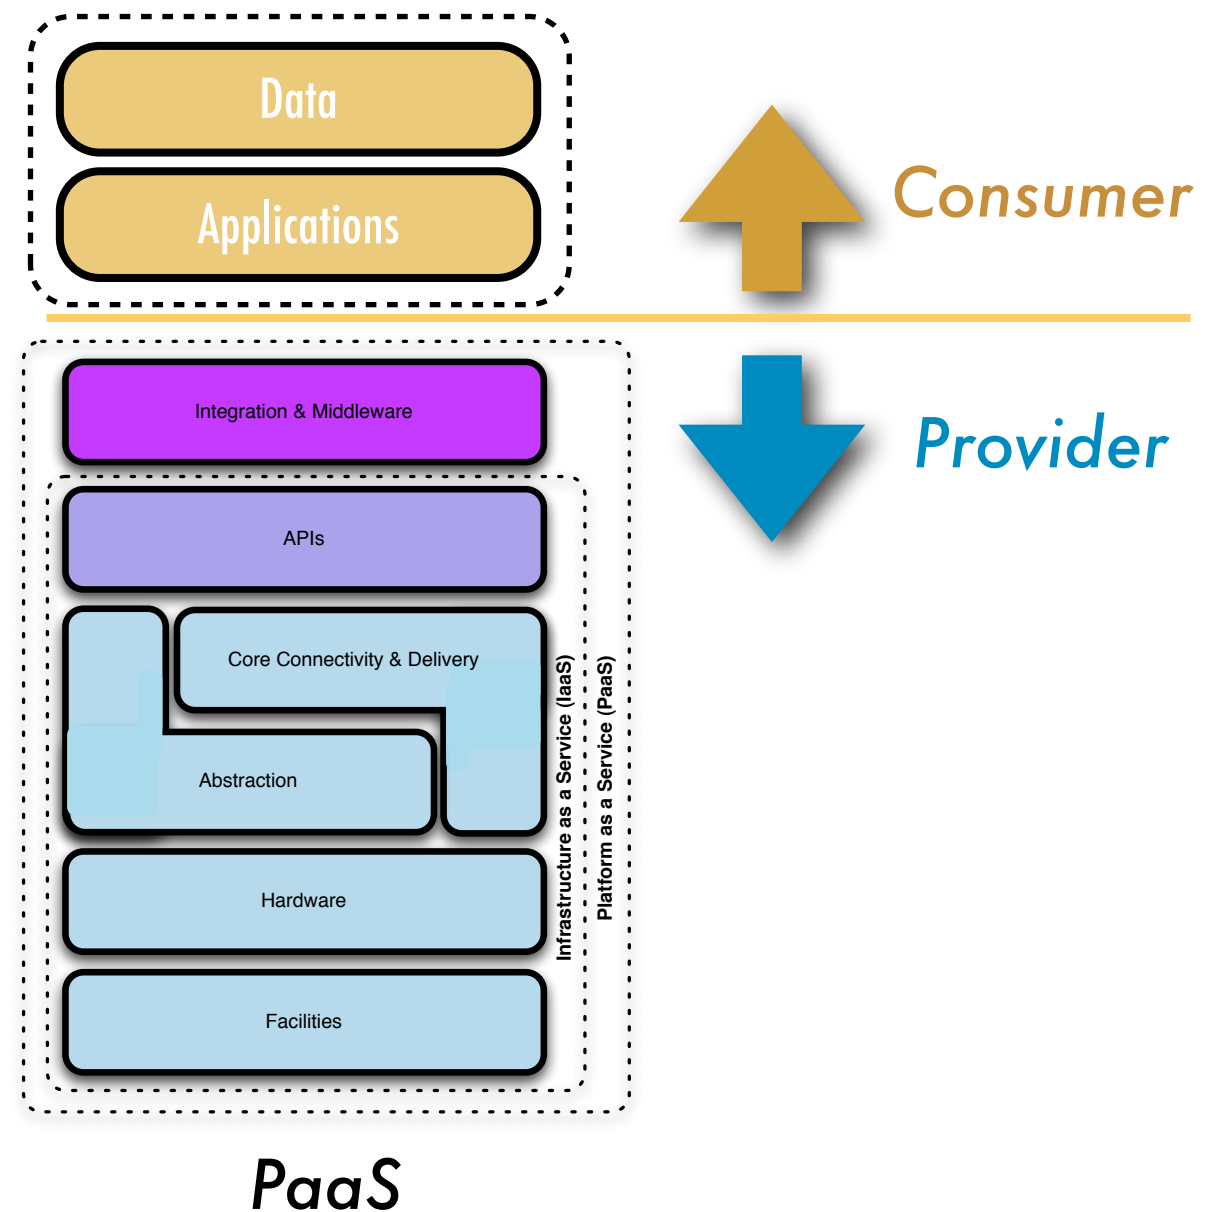 Data
Applications
Consumer
Provider
Integration & Middleware
APIs
Core Connectivity & Delivery
Abstraction
Hardware
Facilities
Infrastructure as a Service (IaaS)
Platform as a Service (PaaS)
PaaS